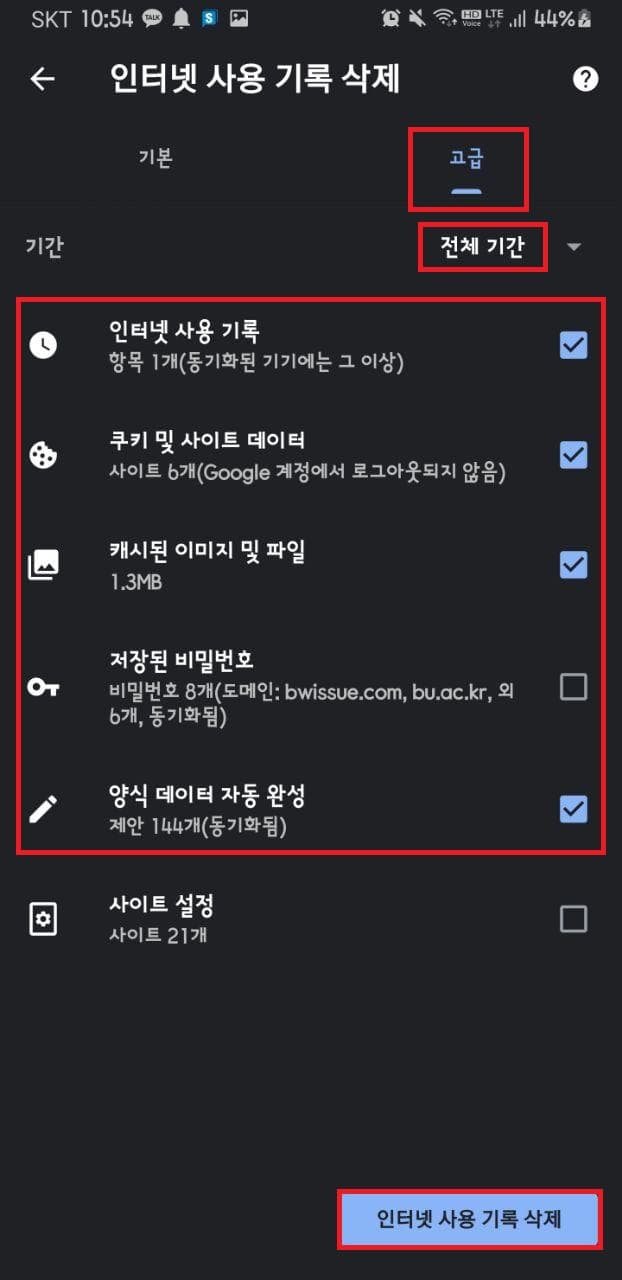 SKT 10:54 TALK S HD Voice LTE 44%
인터넷 사용 기록 삭제
기본 고급
기간 전체 기간
인터넷 사용 기록
항목 1개(동기화된 기기에는 그 이상)
쿠키 및 사이트 데이터
사이트 6개(Google 계정에서 로그아웃되지 않음)
캐시된 이미지 및 파일
1.3MB
저장된 비밀번호
비밀번호 8개(도메인: bwissue.com, bu.ac.kr, 외
6개, 동기화됨)
양식 데이터 자동 완성
제안 144개(동기화됨)
사이트 설정
사이트 21개
인터넷 사용 기록 삭제